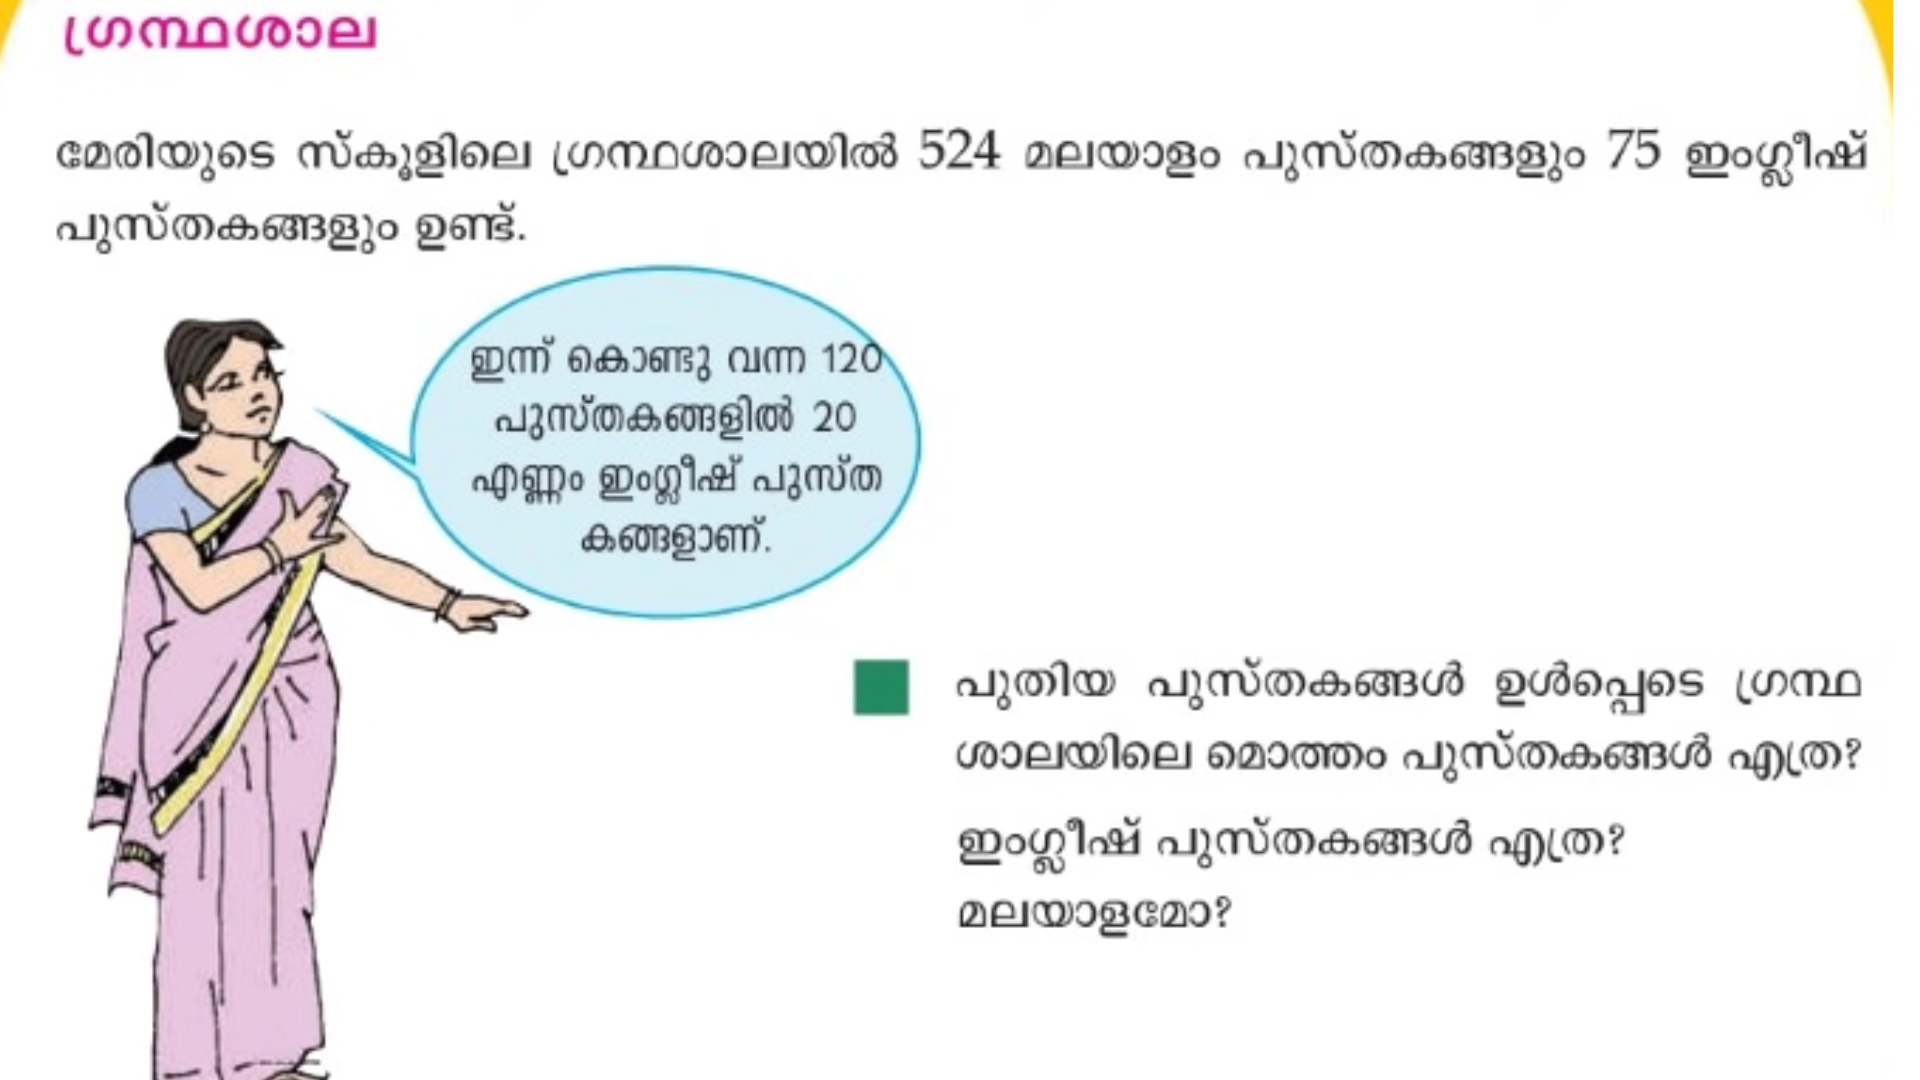 ഗ്രന്ഥശാല
മേരിയുടെ സ്കൂളിലെ ഗ്രന്ഥശാലയിൽ 524 മലയാളം പുസ്തകങ്ങളും 75 ഇംഗ്ലീഷ്
പുസ്തകങ്ങളും ഉണ്ട്.
ഇന്ന് കൊണ്ടു വന്ന 120
പുസ്തകങ്ങളിൽ 20
എണ്ണം ഇംഗ്ലീഷ് പുസ്ത
കങ്ങളാണ്.
പുതിയ പുസ്തകങ്ങൾ ഉൾപ്പെടെ ഗ്രന്ഥ
ശാലയിലെ മൊത്തം പുസ്തകങ്ങൾ എത്ര?
ഇംഗ്ലീഷ് പുസ്തകങ്ങൾ എത്ര?
മലയാളമോ?